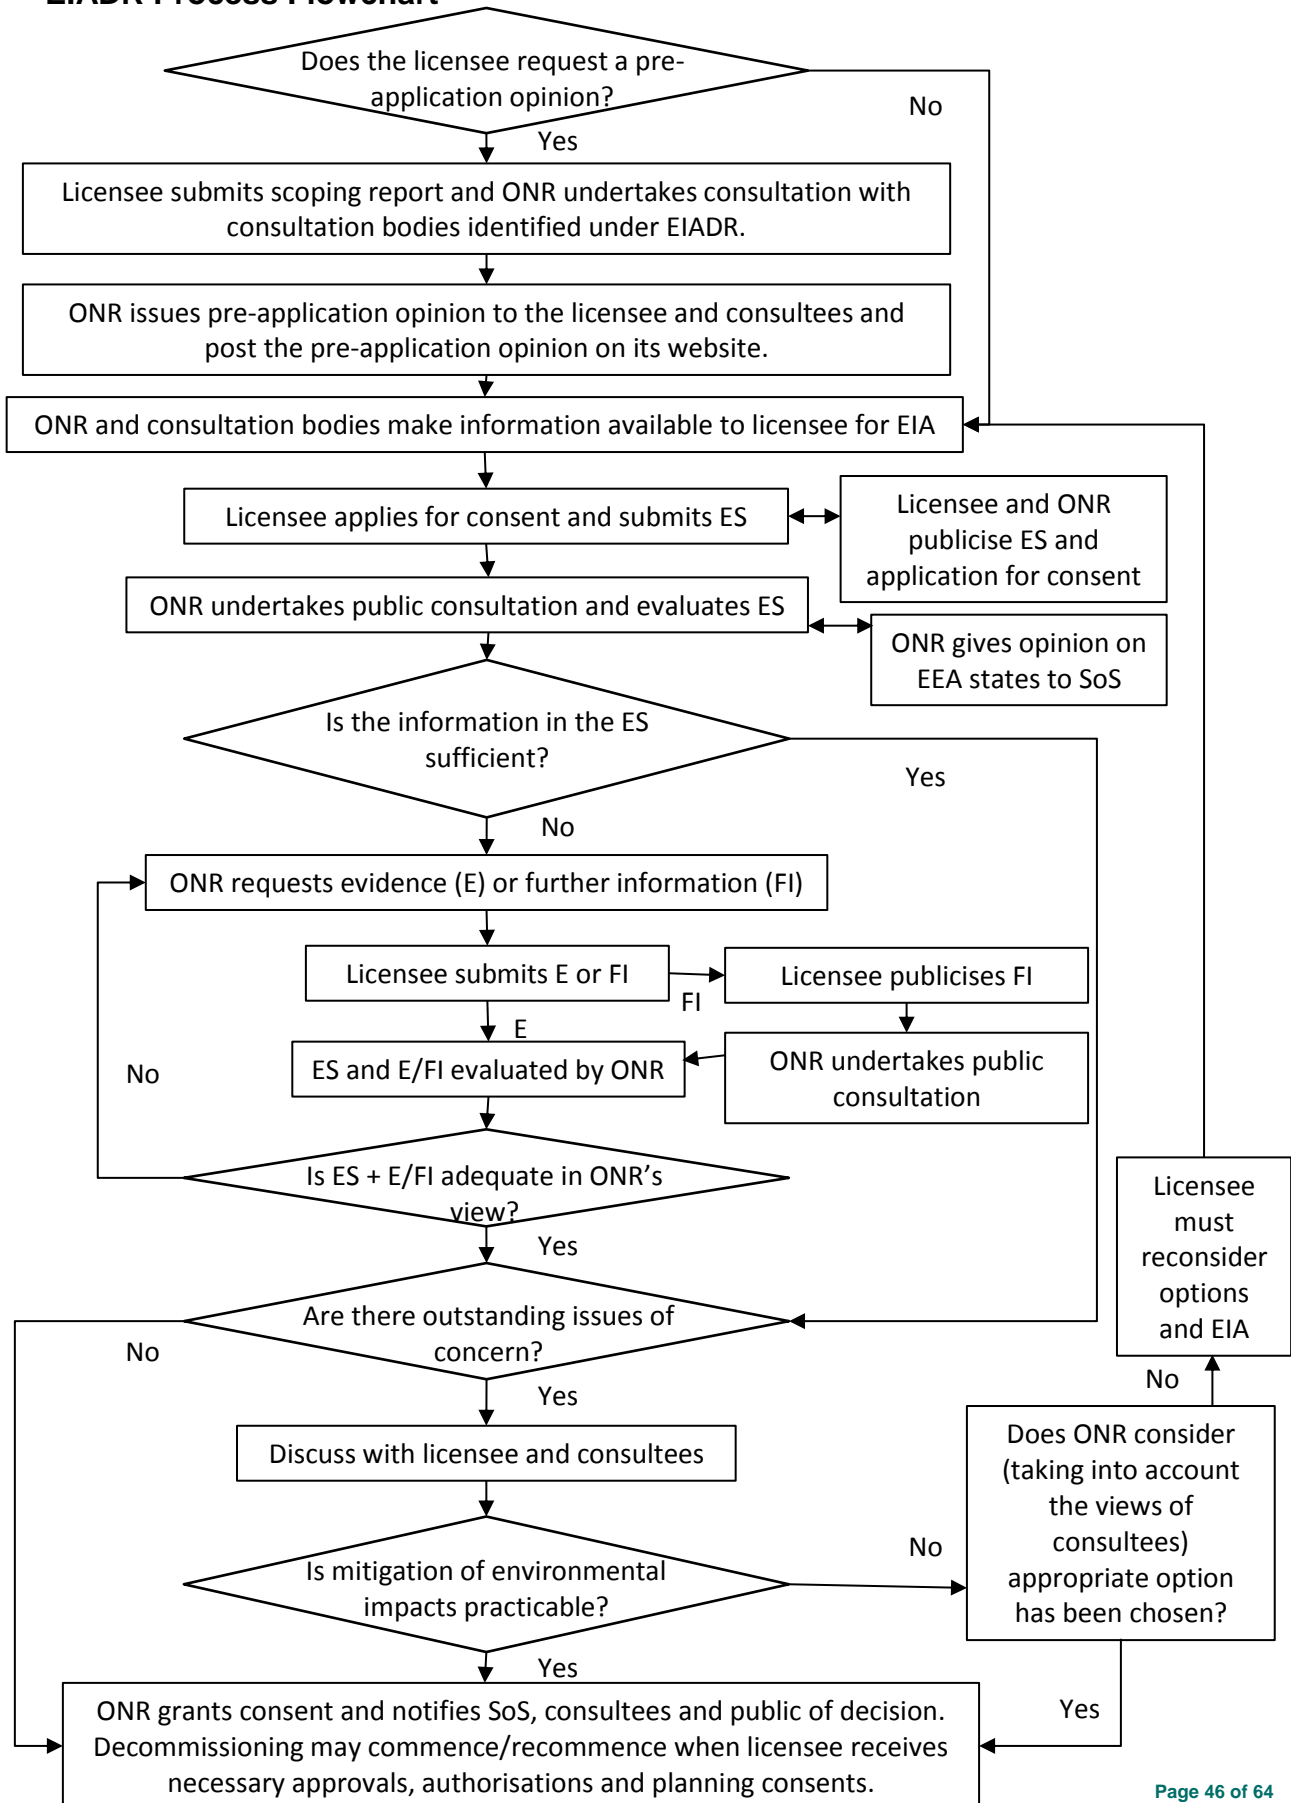 EIADR Process Flowchart
Does the licensee request a pre-
application opinion?
No
Yes
Licensee submits scoping report and ONR undertakes consultation with
consultation bodies identified under EIADR.
ONR issues pre-application opinion to the licensee and consultees and
post the pre-application opinion on its website.
ONR and consultation bodies make information available to licensee for EIA
Licensee applies for consent and submits ES
Licensee and ONR
publicise ES and
application for consent
ONR undertakes public consultation and evaluates ES
ONR gives opinion on
EEA states to SoS
Is the information in the ES
sufficient?
Yes
No
ONR requests evidence (E) or further information (FI)
Licensee submits E or FI
FI
Licensee publicises FI
E
ES and E/FI evaluated by ONR
ONR undertakes public
consultation
No
Is ES + E/FI adequate in ONR’s
view?
Yes
Licensee
must
reconsider
options
and EIA
Are there outstanding issues of
concern?
No
Yes
No
Discuss with licensee and consultees
Does ONR consider
(taking into account
the views of
consultees)
appropriate option
has been chosen?
Is mitigation of environmental
impacts practicable?
No
Yes
Yes
ONR grants consent and notifies SoS, consultees and public of decision.
Decommissioning may commence/recommence when licensee receives
necessary approvals, authorisations and planning consents.
Page 46 of 64